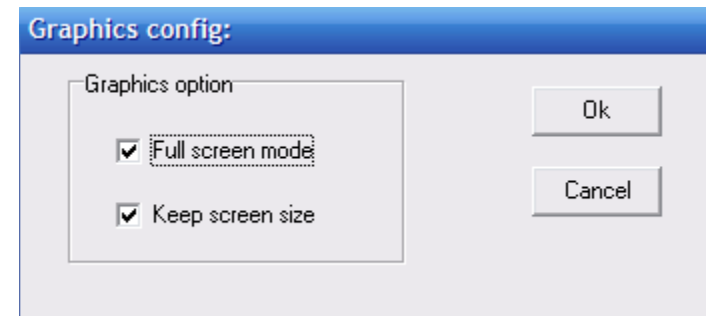 Graphics config:
Graphics option
Full screen mode
Keep screen size
Ok
Cancel